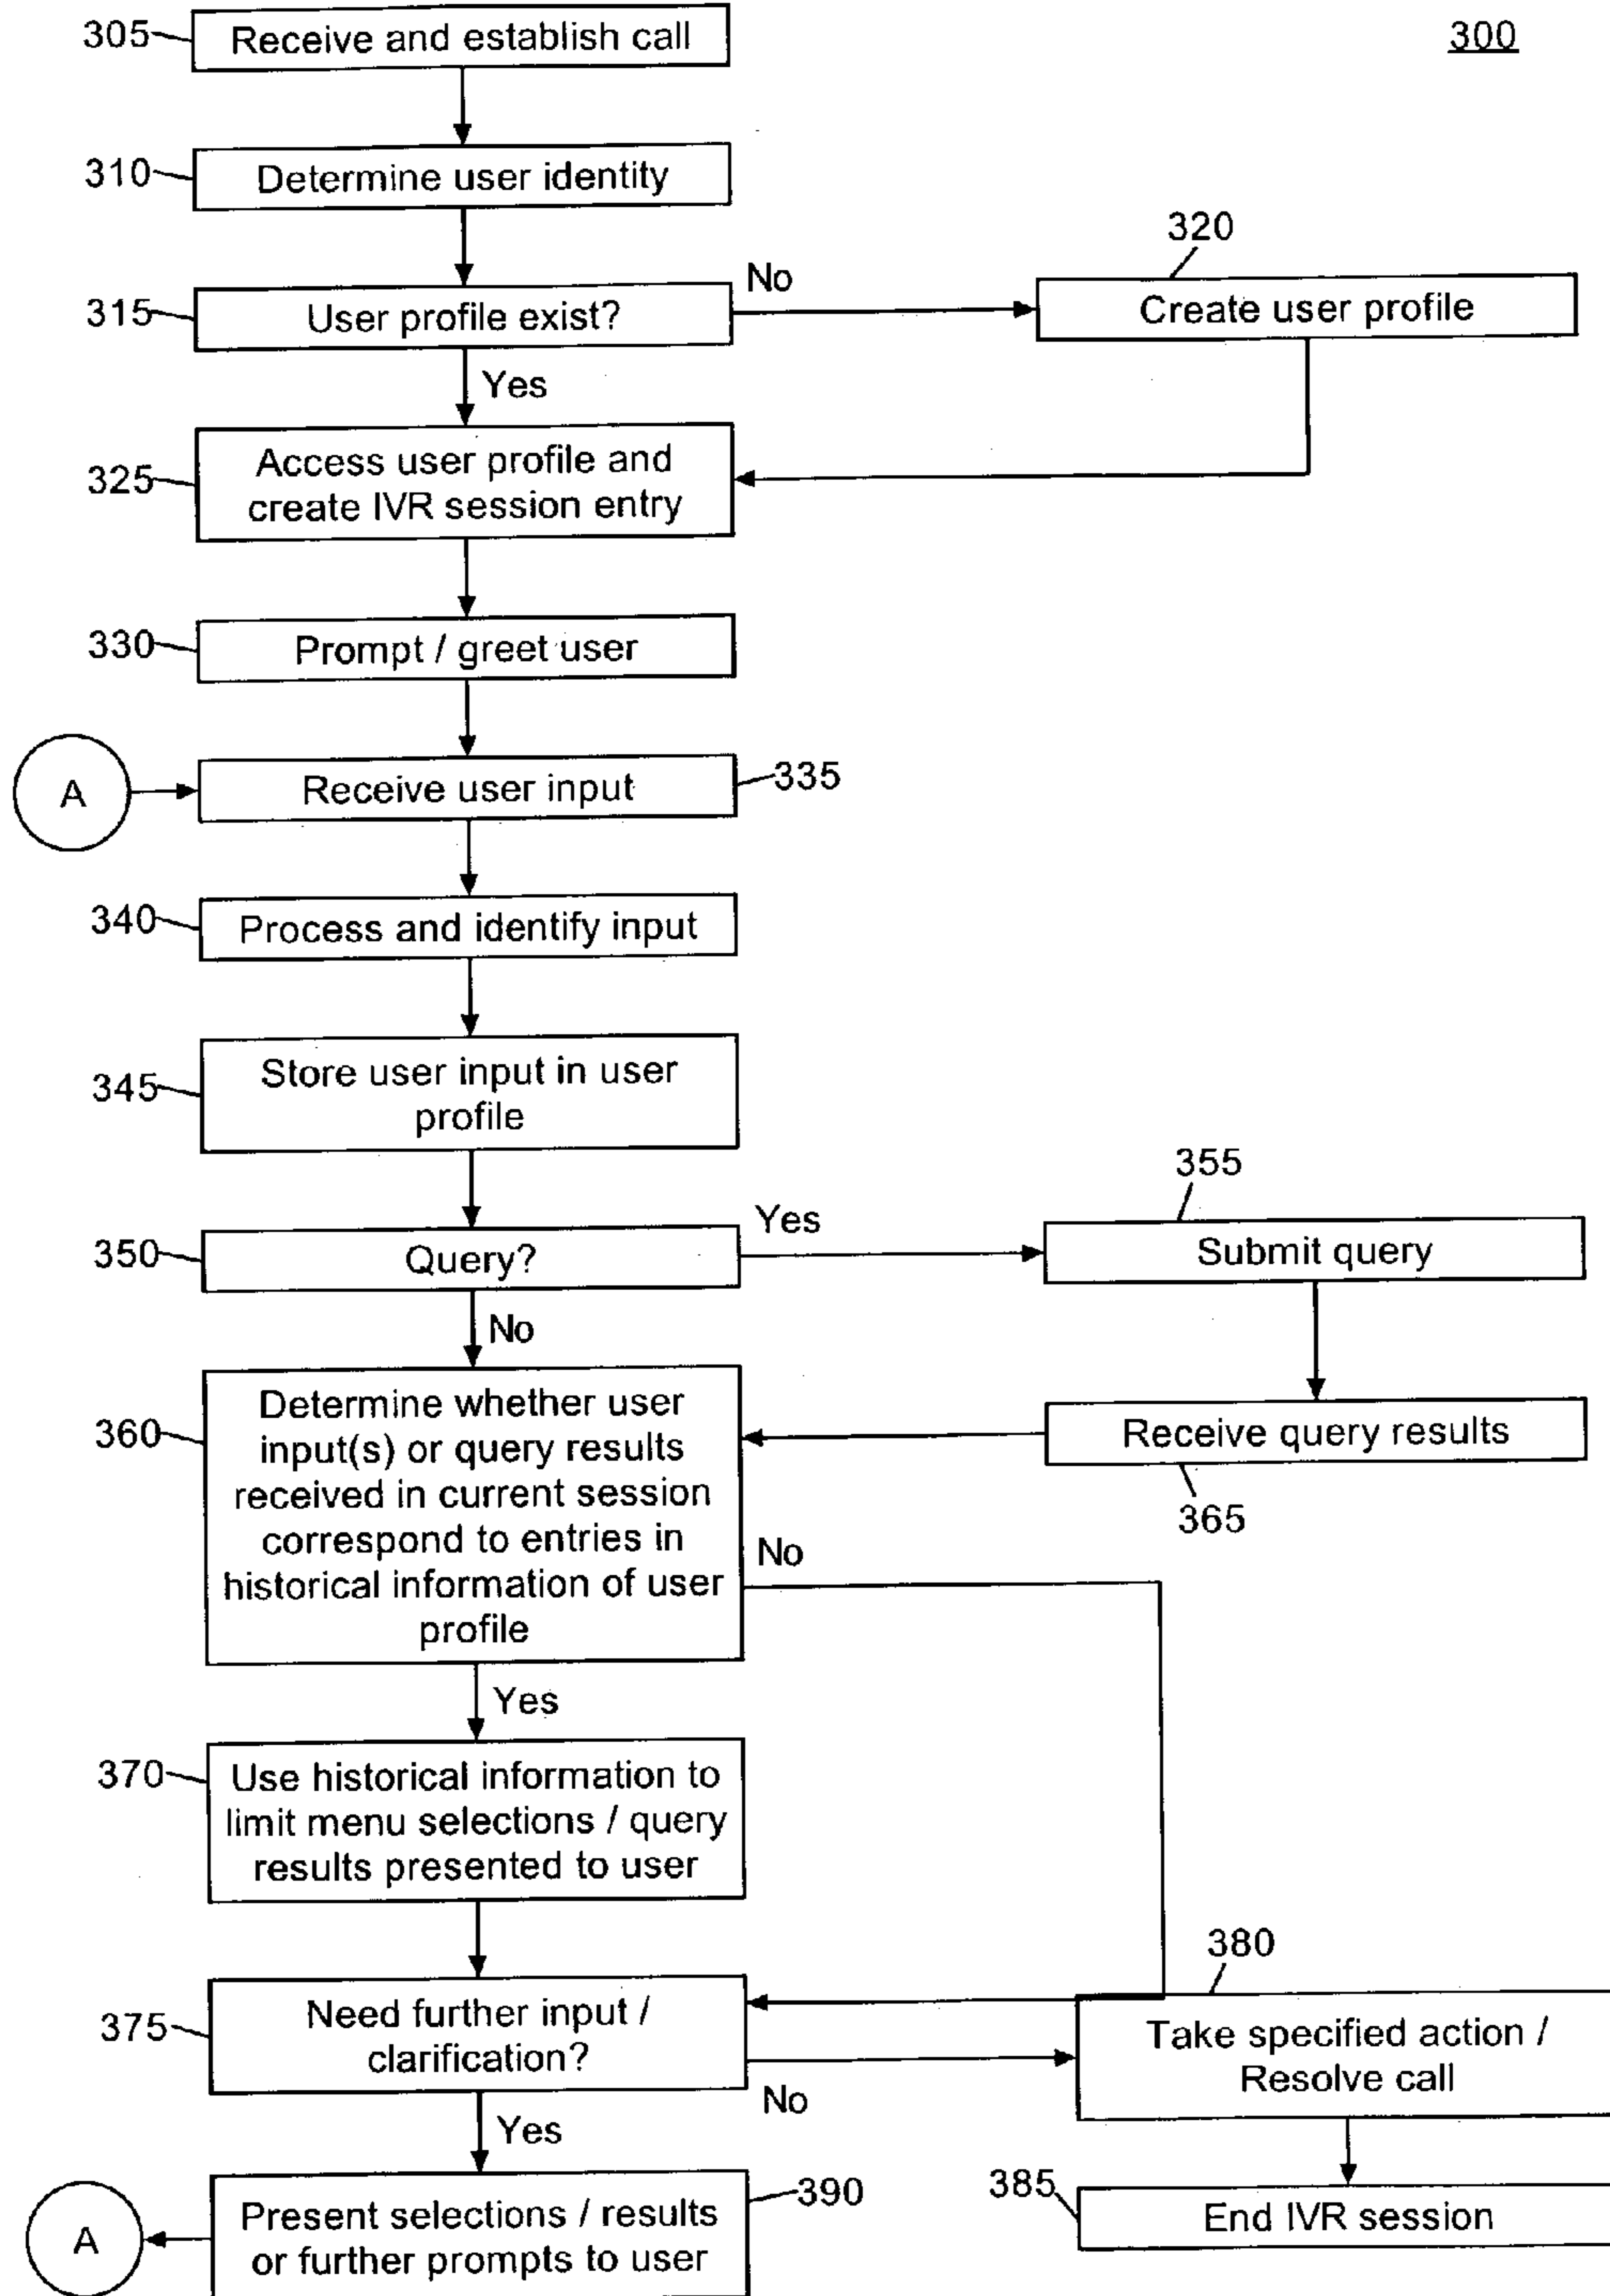 300
305
Receive and establish call
310
Determine user identity
320
315
User profile exist?
No
Create user profile
Yes
325
Access user profile and
create IVR session entry
330
Prompt / greet user
A
Receive user input
335
340
Process and identify input
345
Store user input in user
profile
355
350
Query?
Yes
Submit query
No
360
Determine whether user
input(s) or query results
received in current session
correspond to entries in
historical information of user
profile
Receive query results
365
No
Yes
370
Use historical information to
limit menu selections / query
results presented to user
380
375
Need further input /
clarification?
Take specified action /
Resolve call
No
Yes
390
Present selections / results
or further prompts to user
A
385
End IVR session